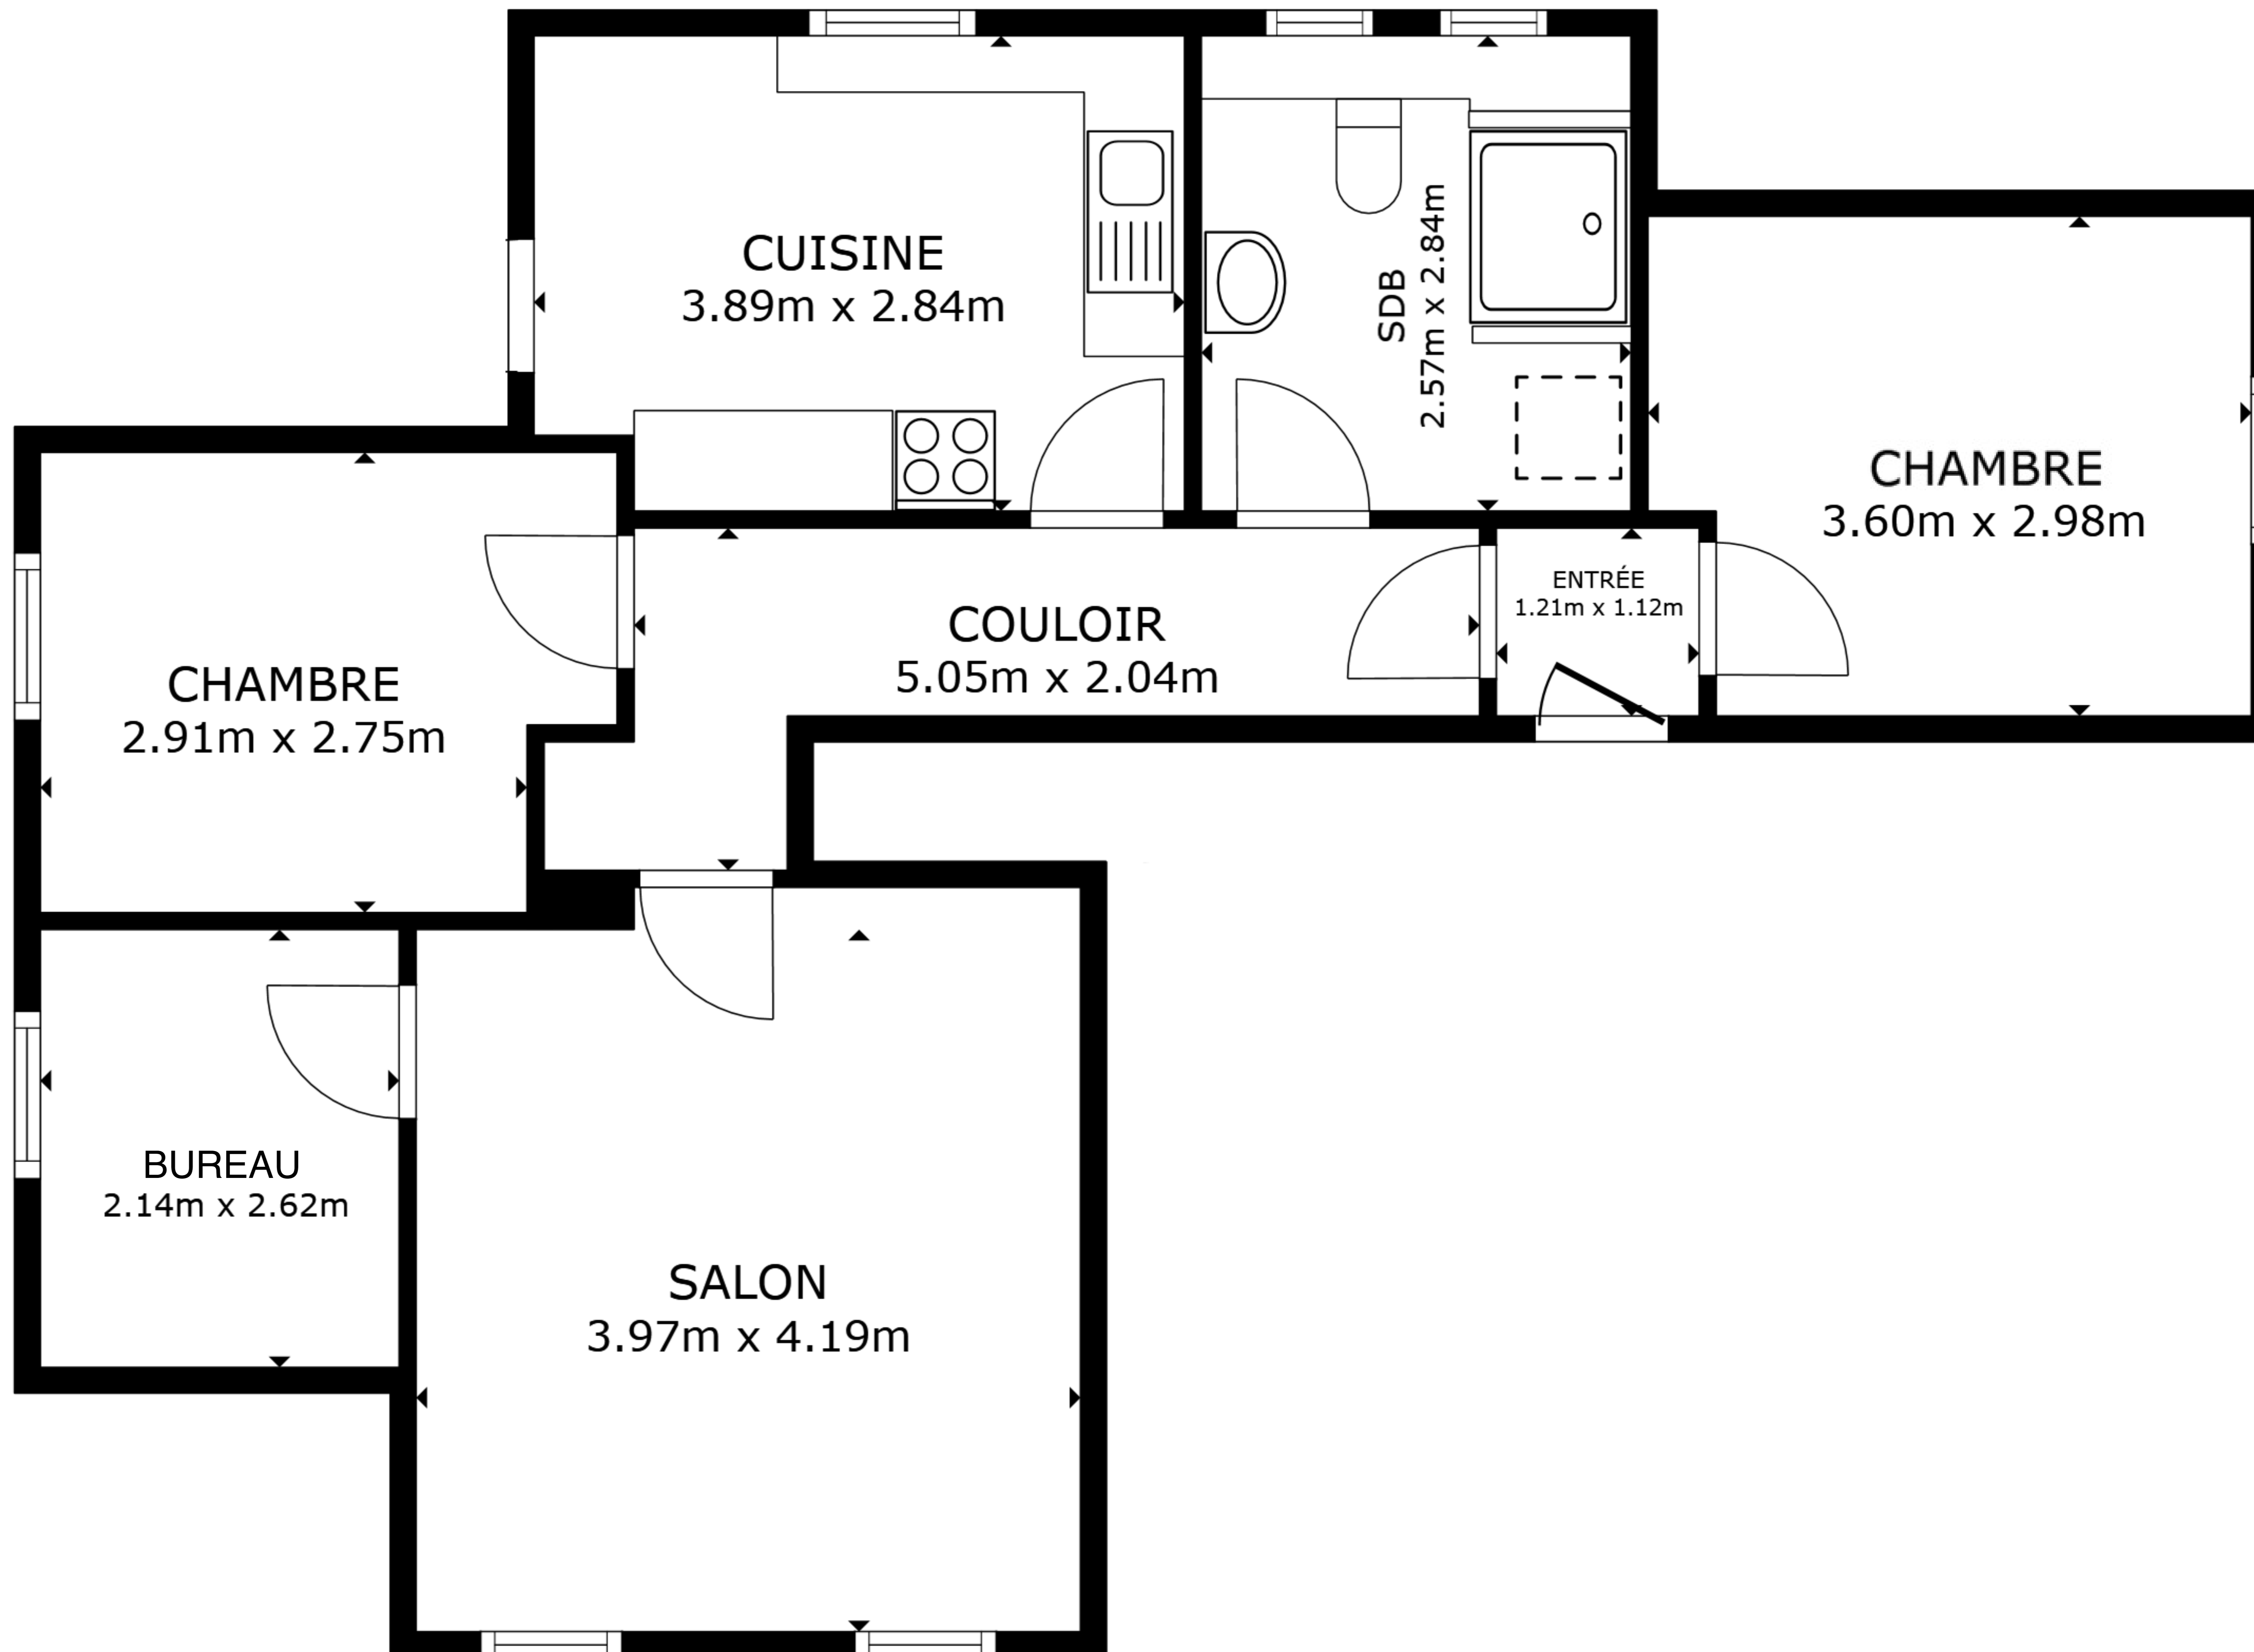 CUISINE
3.89m x 2.84m
SDB
2.57m x 2.84m
CHAMBRE
3.60m x 2.98m
ENTRÉE
1.21m x 1.12m
COULOIR
5.05m x 2.04m
CHAMBRE
2.91m x 2.75m
BUREAU
2.14m x 2.62m
SALON
3.97m x 4.19m